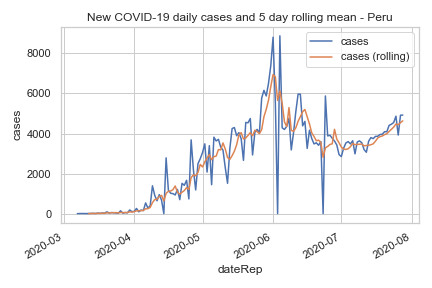 New COVID-19 daily cases and 5 day rolling mean - Peru
cases
cases (rolling)
8000
6000
4000
2000
0
cases
2020-03
2020-04
2020-05
2020-06
2020-07
2020-08
dateRep